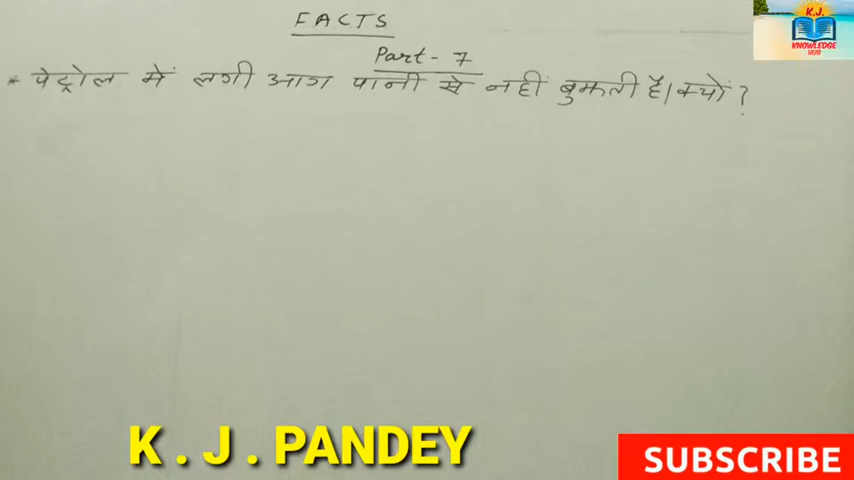 FACTS
Part - 7
* पेट्रोल में लगी आग पानी से नहीं बुझती है। क्यों ?
K.J.
KNOWLEDGE
HUB
K . J . PANDEY
SUBSCRIBE